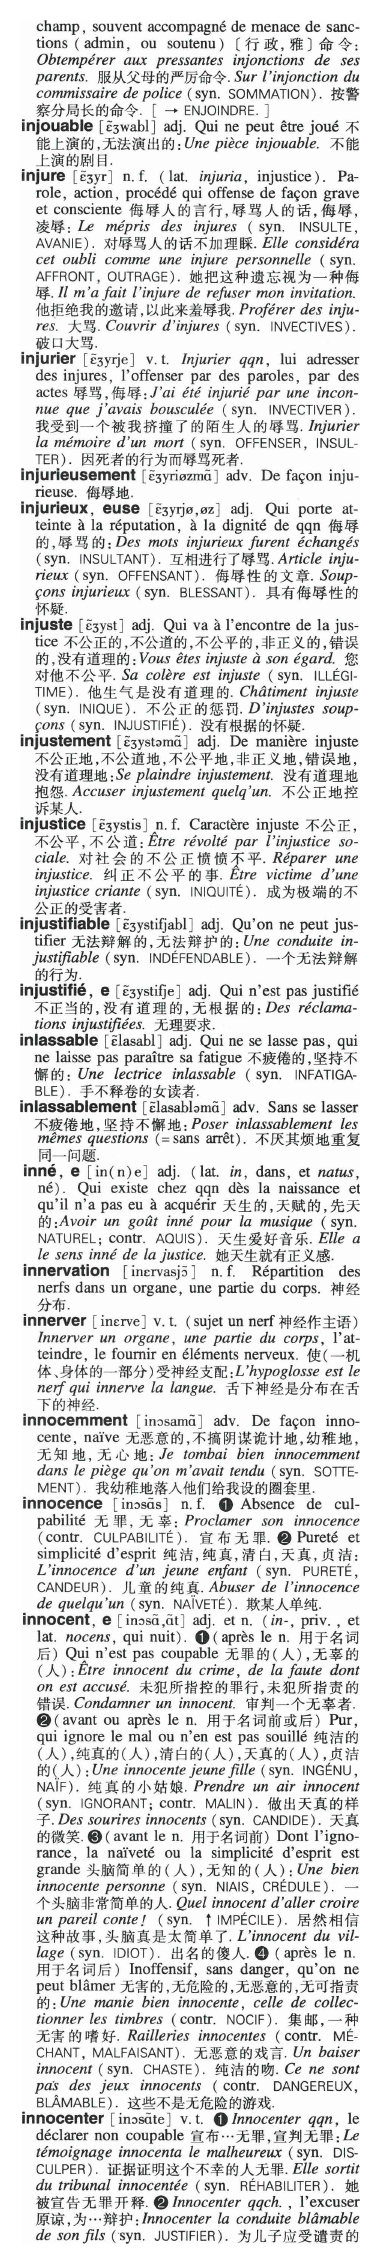 champ, souvent accompagné de menace de sanc-
tions (admin, ou soutenu) [行政,雅] 命令:
Obtempérer aux pressantes injonctions de ses
parents. 服从父母的严厉命令. Sur l'injonction du
commissaire de police (syn. SOMMATION). 按警
察分局长的命令. [ → ENJOINDRE. ]
injouable [ɛ̃ʒwabl] adj. Qui ne peut être joué 不
能上演的,无法演出的: Une pièce injouable. 不能
上演的剧目.
injure [ɛ̃ʒyr] n. f. (lat. injuria, injustice). Pa-
role, action, procédé qui offense de façon grave
et consciente 侮辱人的言行,辱骂人的话,侮辱,
凌辱: Le mépris des injures (syn. INSULTE,
AVANIE). 对辱骂人的话不加理睬. Elle considéra
cet oubli comme une injure personnelle (syn.
AFFRONT, OUTRAGE). 她把这种遗忘视为一种侮
辱. Il m'a fait l'injure de refuser mon invitation.
他拒绝我的邀请,以此来羞辱我. Proférer des inju-
res. 大骂. Couvrir d'injures (syn. INVECTIVES).
破口大骂.
injurier [ɛ̃ʒyrje] v. t. Injurier qqn, lui adresser
des injures, l'offenser par des paroles, par des
actes 辱骂,侮辱: J'ai été injurié par une incon-
nue que j'avais bousculée (syn. INVECTIVER).
我受到一个被我挤撞了的陌生人的辱骂. Injurier
la mémoire d'un mort (syn. OFFENSER, INSUL-
TER). 因死者的行为而辱骂死者.
injurieusement [ɛ̃ʒyrjøzmɑ̃] adv. De façon inju-
rieuse. 侮辱地.
injurieux, euse [ɛ̃ʒyrjø,øz] adj. Qui porte at-
teinte à la réputation, à la dignité de qqn 侮辱
的,辱骂的: Des mots injurieux furent échangés
(syn. INSULTANT). 互相进行了辱骂. Article inju-
rieux (syn. OFFENSANT). 侮辱性的文章. Soup-
çons injurieux (syn. BLESSANT). 具有侮辱性的
怀疑.
injuste [ɛ̃ʒyst] adj. Qui va à l'encontre de la jus-
tice 不公正的,不公道的,不公平的,非正义的,错误
的,没有道理的: Vous êtes injuste à son égard. 您
对他不公平. Sa colère est injuste (syn. ILLÉGI-
TIME). 他生气是没有道理的. Châtiment injuste
(syn. INIQUE). 不公正的惩罚. D'injustes soup-
çons (syn. INJUSTIFIÉ). 没有根据的怀疑.
injustement [ɛ̃ʒystəmɑ̃] adj. De manière injuste
不公正地,不公道地,不公平地,非正义地,错误地,
没有道理地: Se plaindre injustement. 没有道理地
抱怨. Accuser injustement quelq'un. 不公正地控
诉某人.
injustice [ɛ̃ʒystis] n. f. Caractère injuste 不公正,
不公平,不公道: Être révolté par l'injustice so-
ciale. 对社会的不公正愤愤不平. Réparer une
injustice. 纠正不公平的事. Être victime d'une
injustice criante (syn. INIQUITÉ). 成为极端的不
公正的受害者.
injustifiable [ɛ̃ʒystifjabl] adj. Qu'on ne peut jus-
tifier 无法辩解的,无法辩护的: Une conduite in-
justifiable (syn. INDÉFENDABLE). 一个无法辩解
的行为.
injustifié, e [ɛ̃ʒystifje] adj. Qui n'est pas justifié
不正当的,没有道理的,无根据的: Des réclama-
tions injustifiées. 无理要求.
inlassable [ɛ̃lasabl] adj. Qui ne se lasse pas, qui
ne laisse pas paraître sa fatigue 不疲倦的,坚持不
懈的: Une lectrice inlassable (syn. INFATIGA-
BLE). 手不释卷的女读者.
inlassablement [ɛ̃lasabləmɑ̃] adv. Sans se lasser
不疲倦地,坚持不懈地: Poser inlassablement les
mêmes questions (= sans arrêt). 不厌其烦地重复
同一问题.
inné, e [in(n)e] adj. (lat. in, dans, et natus,
né). Qui existe chez qqn dès la naissance et
qu'il n'a pas eu à acquérir 天生的,天赋的,先天
的: Avoir un goût inné pour la musique (syn.
NATUREL; contr. AQUIS). 天生爱好音乐. Elle a
le sens inné de la justice. 她天生就有正义感.
innervation [inɛrvasjɔ̃] n. f. Répartition des
nerfs dans un organe, une partie du corps. 神经
分布.
innerver [inɛrve] v. t. (sujet un nerf 神经作主语)
Innerver un organe, une partie du corps, l'at-
teindre, le fournir en éléments nerveux. 使(一机
体、身体的一部分)受神经支配: L'hypoglosse est le
nerf qui innerve la langue. 舌下神经是分布在舌
下的神经.
innocemment [inɔsamɑ̃] adv. De façon inno-
cente, naïve 无恶意的,不搞阴谋诡计地,幼稚地,
无知地,无心地: Je tombai bien innocemment
dans le piège qu'on m'avait tendu (syn. SOTTE-
MENT). 我幼稚地落入他们给我设的圈套里.
innocence [inɔsɑ̃s] n. f. ❶ Absence de cul-
pabilité 无罪,无辜: Proclamer son innocence
(contr. CULPABILITÉ). 宣布无罪. ❷ Pureté et
simplicité d'esprit 纯洁,纯真,清白,天真,贞洁:
L'innocence d'un jeune enfant (syn. PURETÉ,
CANDEUR). 儿童的纯真. Abuser de l'innocence
de quelqu'un (syn. NAÏVETÉ). 欺某人单纯.
innocent, e [inɔsɑ̃,ɑ̃t] adj. et n. (in-, priv., et
lat. nocens, qui nuit). ❶ (après le n. 用于名词
后) Qui n'est pas coupable 无罪的(人),无辜的
(人): Être innocent du crime, de la faute dont
on est accusé. 未犯所指控的罪行,未犯所指责的
错误. Condamner un innocent. 审判一个无辜者.
❷ (avant ou après le n. 用于名词前或后) Pur,
qui ignore le mal ou n'en est pas souillé 纯洁的
(人),纯真的(人),清白的(人),天真的(人),贞洁
的(人): Une innocente jeune fille (syn. INGÉNU,
NAÏF). 纯真的小姑娘. Prendre un air innocent
(syn. IGNORANT; contr. MALIN). 做出天真的样
子. Des sourires innocents (syn. CANDIDE). 天真
的微笑. ❸ (avant le n. 用于名词前) Dont l'igno-
rance, la naïveté ou la simplicité d'esprit est
grande 头脑简单的(人),无知的(人): Une bien
innocente personne (syn. NIAIS, CRÉDULE). 一
个头脑非常简单的人. Quel innocent d'aller croire
un pareil conte! (syn. ↑ IMPÉCILE). 居然相信
这种故事,头脑真是太简单了. L'innocent du vil-
lage (syn. IDIOT). 出名的傻人. ❹ (après le n.
用于名词后) Inoffensif, sans danger, qu'on ne
peut blâmer 无害的,无危险的,无恶意的,无可指责
的: Une manie bien innocente, celle de collec-
tionner les timbres (contr. NOCIF). 集邮,一种
无害的嗜好. Railleries innocentes (contr. MÉ-
CHANT, MALFAISANT). 无恶意的戏言. Un baiser
innocent (syn. CHASTE). 纯洁的吻. Ce ne sont
pas des jeux innocents (contr. DANGEREUX,
BLÂMABLE). 这些不是无危险的游戏.
innocenter [inɔsɑ̃te] v. t. ❶ Innocenter qqn, le
déclarer non coupable 宣布…无罪,宣判无罪: Le
témoignage innocenta le malheureux (syn. DIS-
CULPER). 证据证明这个不幸的人无罪. Elle sortit
du tribunal innocentée (syn. RÉHABILITER). 她
被宣告无罪开释. ❷ Innocenter qqch., l'excuser
原谅,为…辩护: Innocenter la conduite blâmable
de son fils (syn. JUSTIFIER). 为儿子应受谴责的